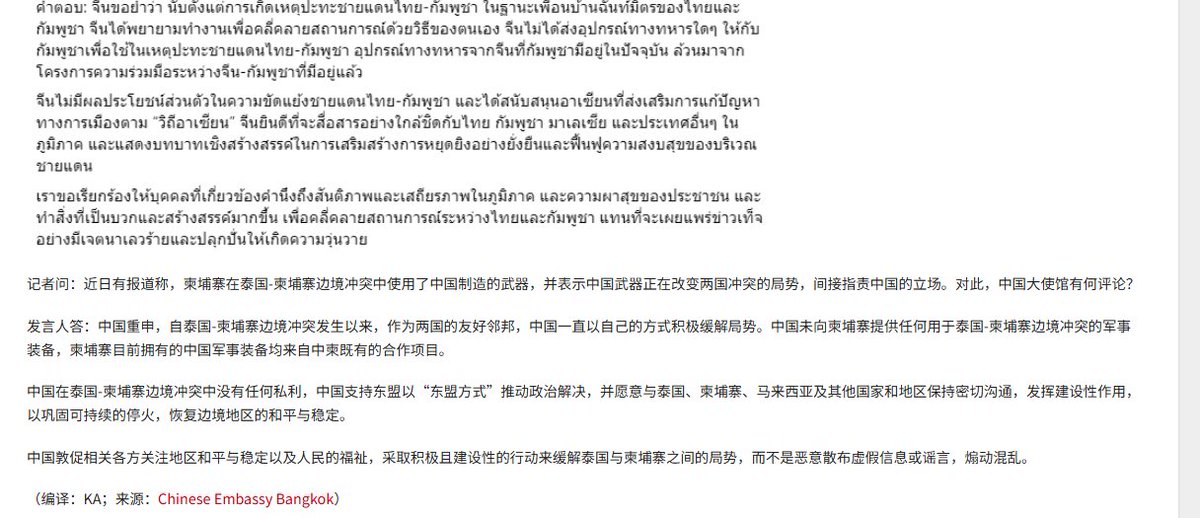 คำตอบ: จีนขอย้ำว่า นับตั้งแต่การเกิดเหตุปะทะชายแดนไทย-กัมพูชา ในฐานะเพื่อนบ้านฉันท์มิตรของไทยและ
กัมพูชา จีนได้พยายามทำงานเพื่อคลี่คลายสถานการณ์ด้วยวิธีของตนเอง จีนไม่ได้ส่งอุปกรณ์ทางทหารใดๆ ให้กับ
กัมพูชาเพื่อใช้ในเหตุปะทะชายแดนไทย-กัมพูชา อุปกรณ์ทางทหารจากจีนที่กัมพูชามีอยู่ในปัจจุบัน ล้วนมาจาก
โครงการความร่วมมือระหว่างจีน-กัมพูชาที่มีอยู่แล้ว
จีนไม่มีผลประโยชน์ส่วนตัวในความขัดแย้งชายแดนไทย-กัมพูชา และได้สนับสนุนอาเซียนที่ส่งเสริมการแก้ปัญหา
ทางการเมืองตาม “วิถีอาเซียน” จีนยินดีที่จะสื่อสารอย่างใกล้ชิดกับไทย กัมพูชา มาเลเซีย และประเทศอื่นๆ ใน
ภูมิภาค และแสดงบทบาทเชิงสร้างสรรค์ในการเสริมสร้างการหยุดยิงอย่างยั่งยืนและฟื้นฟูความสงบสุขของบริเวณ
ชายแดน
เราขอเรียกร้องให้บุคคลที่เกี่ยวข้องคำนึงถึงสันติภาพและเสถียรภาพในภูมิภาค และความผาสุขของประชาชน และ
ทำสิ่งที่เป็นบวกและสร้างสรรค์มากขึ้น เพื่อคลี่คลายสถานการณ์ระหว่างไทยและกัมพูชา แทนที่จะเผยแพร่ข่าวเท็จ
อย่างมีเจตนาเลวร้ายและปลุกปั่นให้เกิดความวุ่นวาย
记者问：近日有报道称，柬埔寨在泰国-柬埔寨边境冲突中使用了中国制造的武器，并表示中国武器正在改变两国冲突的局势，间接指责中国的立场。对此，中国大使馆有何评论？
发言人答：中国重申，自泰国-柬埔寨边境冲突发生以来，作为两国的友好邻邦，中国一直以自己的方式积极缓解局势。中国未向柬埔寨提供任何用于泰国-柬埔寨边境冲突的军事
装备，柬埔寨目前拥有的中国军事装备均来自中柬既有的合作项目。
中国在泰国-柬埔寨边境冲突中没有任何私利，中国支持东盟以“东盟方式”推动政治解决，并愿意与泰国、柬埔寨、马来西亚及其他国家和地区保持密切沟通，发挥建设性作用，
以巩固可持续的停火，恢复边境地区的和平与稳定。
中国敦促相关各方关注地区和平与稳定以及人民的福祉，采取积极且建设性的行动来缓解泰国与柬埔寨之间的局势，而不是恶意散布虚假信息或谣言，煽动混乱。
（编译：KA；来源：Chinese Embassy Bangkok）